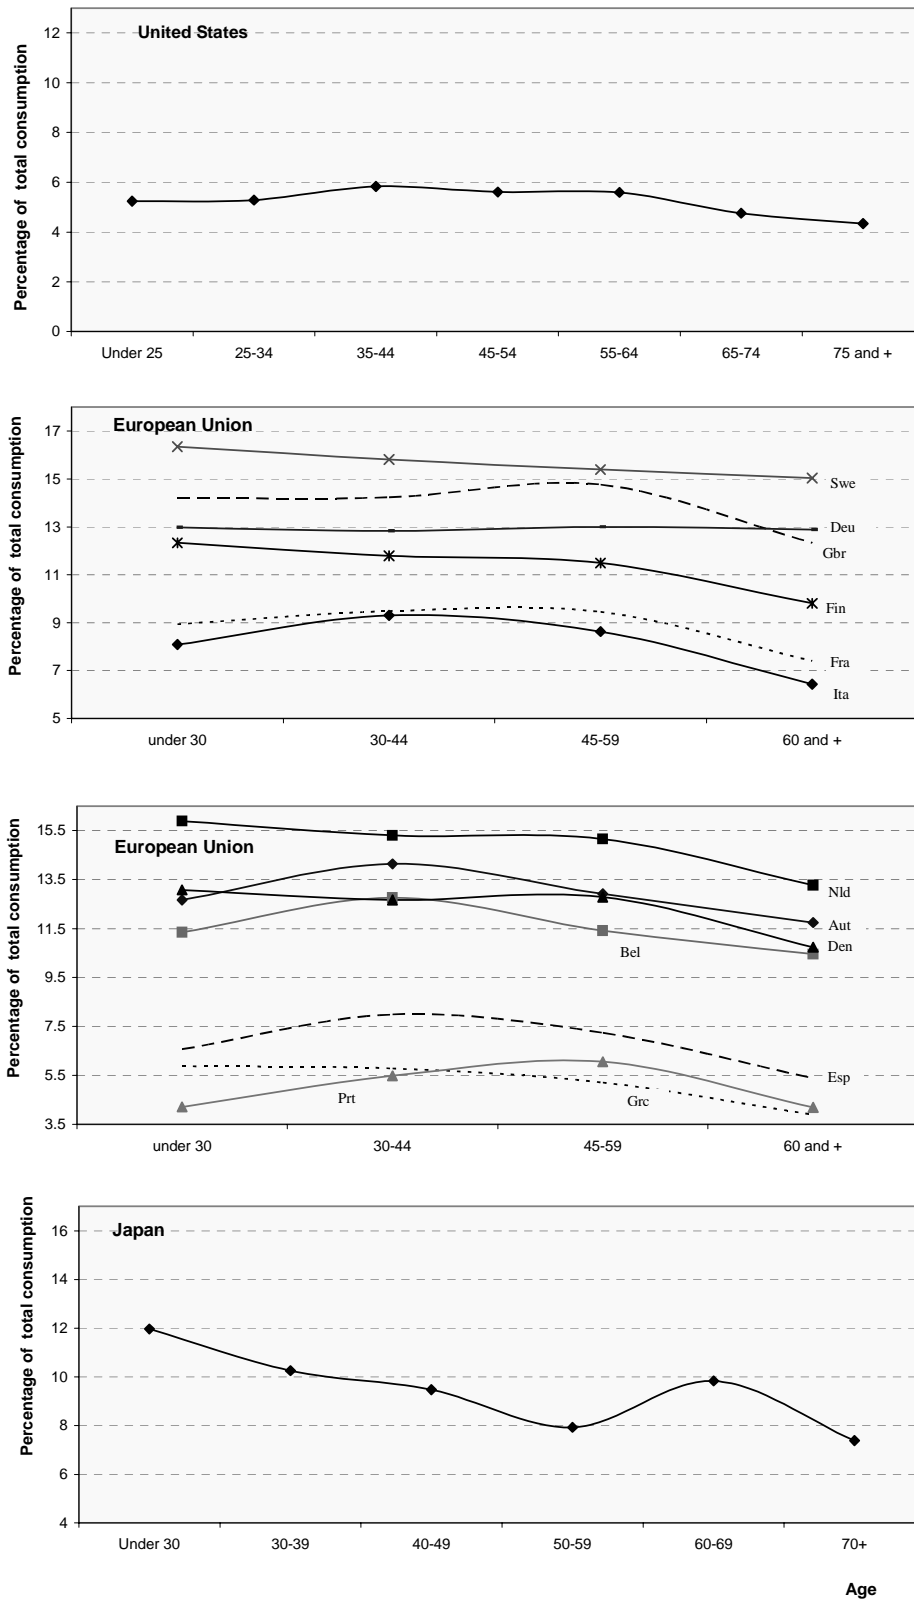 United States
Percentage of total consumption
12
10
8
6
4
2
0
Under 25 25-34 35-44 45-54 55-64 65-74 75 and +
European Union
Percentage of total consumption
17
15
13
11
9
7
5
Swe
Deu
Gbr
Fin
Fra
Ita
under 30 30-44 45-59 60 and +
European Union
Percentage of total consumption
15.5
13.5
11.5
9.5
7.5
5.5
3.5
Nld
Aut
Den
Bel
Esp
Prt
Grc
under 30 30-44 45-59 60 and +
Japan
Percentage of total consumption
16
14
12
10
8
6
4
Under 30 30-39 40-49 50-59 60-69 70+
Age